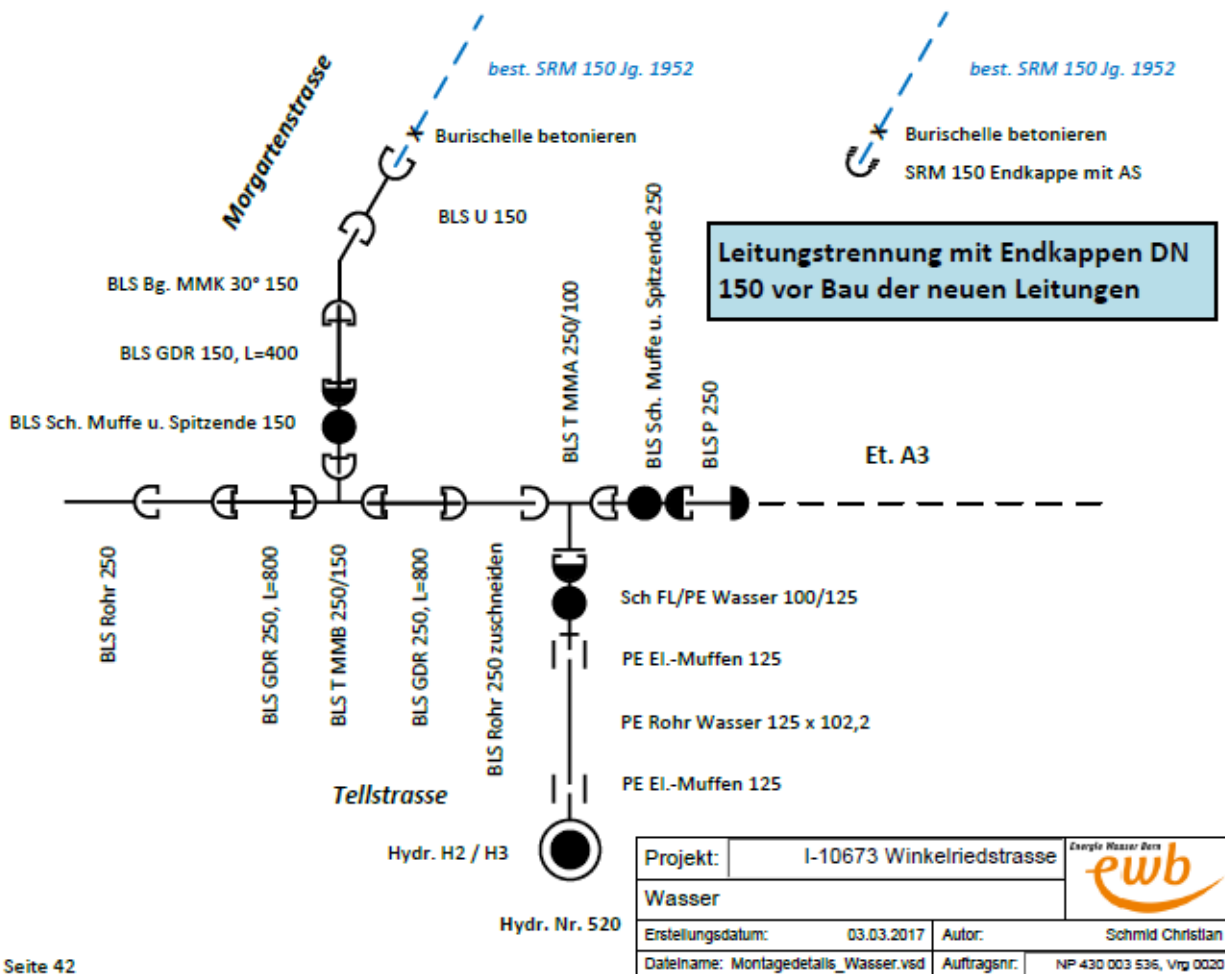 best. SRM 150 Jg. 1952
best. SRM 150 Jg. 1952
Morgartenstrasse
Burischelle betonieren
Burischelle betonieren
SRM 150 Endkappe mit AS
BLS U 150
Leitungstrennung mit Endkappen DN
150 vor Bau der neuen Leitungen
BLS Bg. MMK 30° 150
BLS GDR 150, L=400
BLS Sch. Muffe u. Spitzende 150
BLS T MMA 250/100
BLS Sch. Muffe u. Spitzende 250
BLS P 250
Et. A3
BLS Rohr 250
BLS GDR 250, L=800
BLS T MMB 250/150
BLS GDR 250, L=800
BLS Rohr 250 zuschneiden
Sch FL/PE Wasser 100/125
PE El.-Muffen 125
PE Rohr Wasser 125 x 102,2
PE El.-Muffen 125
Tellstrasse
Hydr. H2 / H3
Hydr. Nr. 520
Projekt: I-10673 Winkelriedstrasse
Energie Wasser Bern
ewb
Wasser
Erstellungsdatum: 03.03.2017 Autor: Schmid Christian
Dateiname: Montagedetails_Wasser.vsd Auftragsnr: NP 430 003 536, Vrg 0020
Seite 42